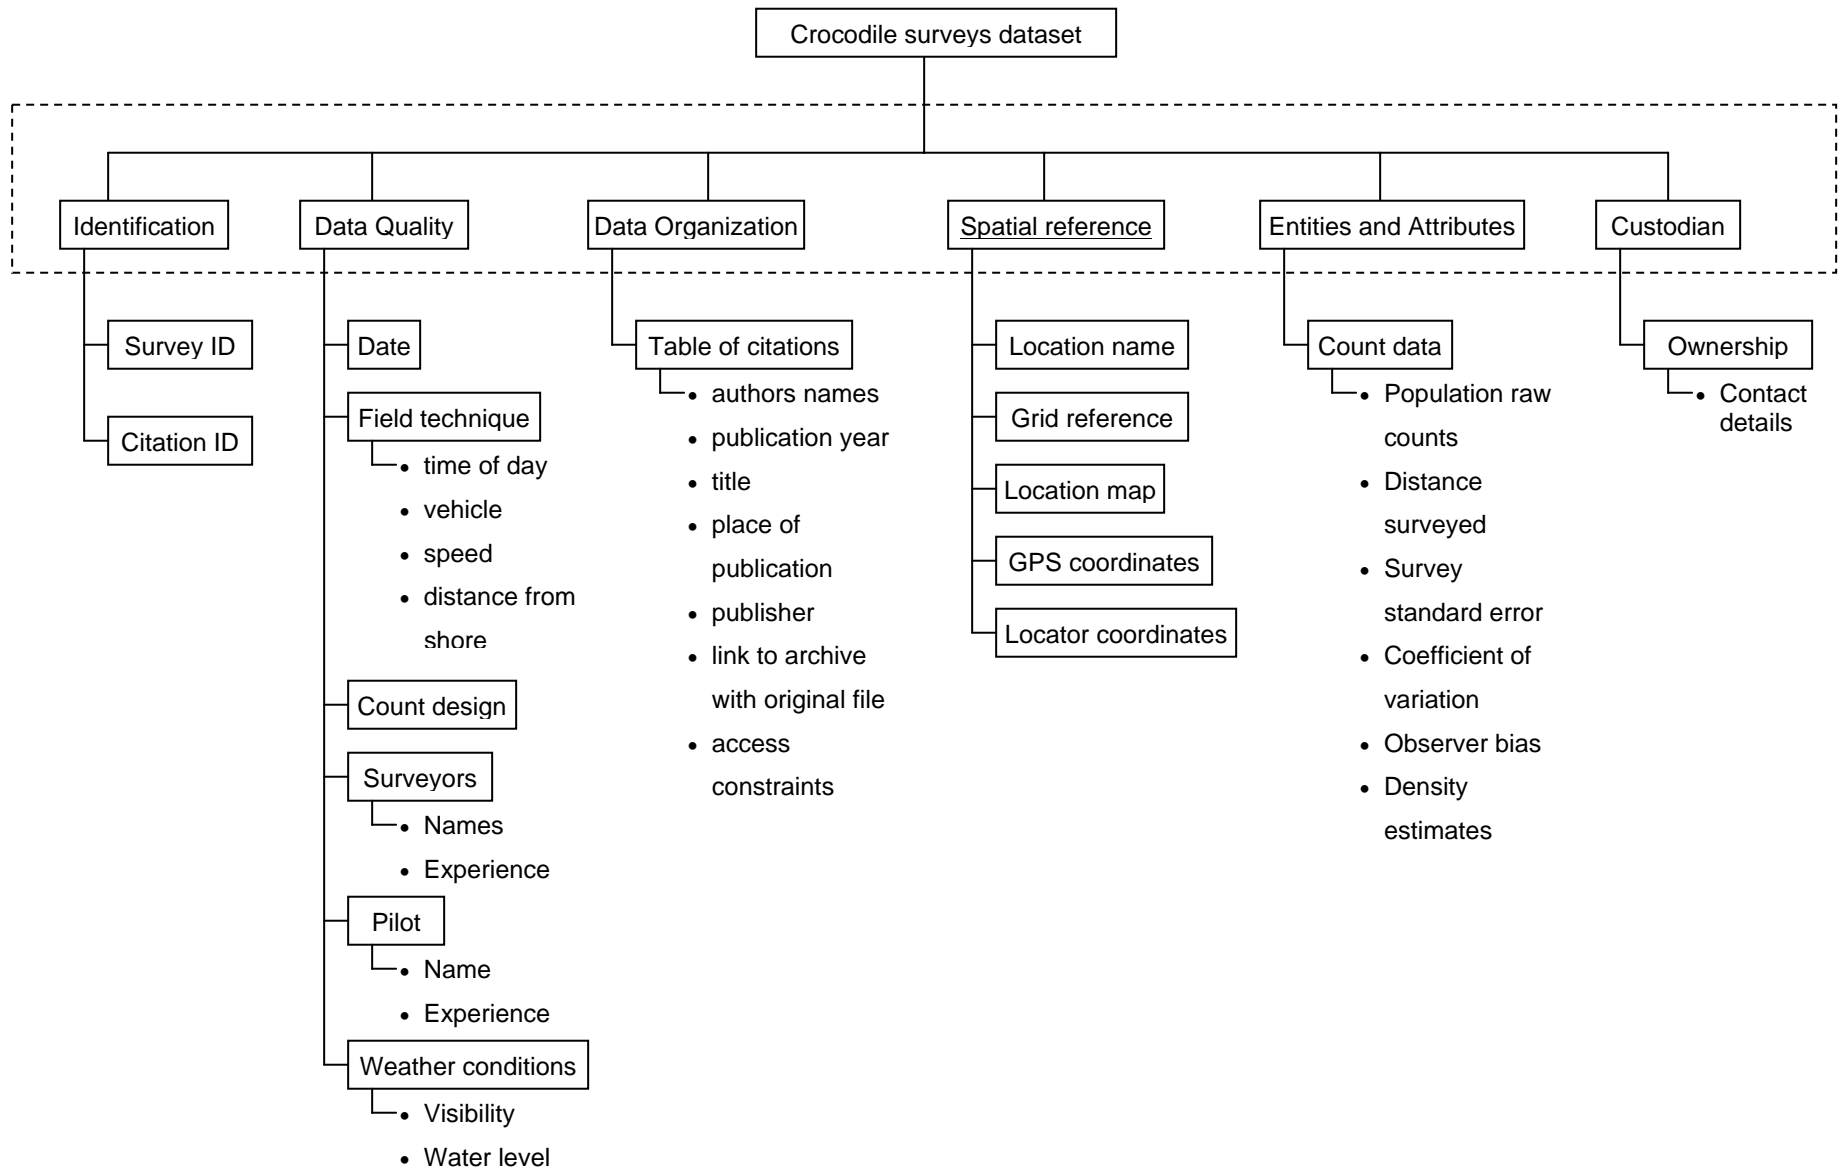 Crocodile surveys dataset
Identification
Data Quality
Data Organization
Spatial reference
Entities and Attributes
Custodian
Survey ID
Citation ID
Date
Field technique
• time of day
• vehicle
• speed
• distance from
shore
Count design
Surveyors
• Names
• Experience
Pilot
• Name
• Experience
Weather conditions
• Visibility
• Water level
Table of citations
• authors names
• publication year
• title
• place of
publication
• publisher
• link to archive
with original file
• access
constraints
Location name
Grid reference
Location map
GPS coordinates
Locator coordinates
Count data
• Population raw
counts
• Distance
surveyed
• Survey
standard error
• Coefficient of
variation
• Observer bias
• Density
estimates
Ownership
• Contact
details